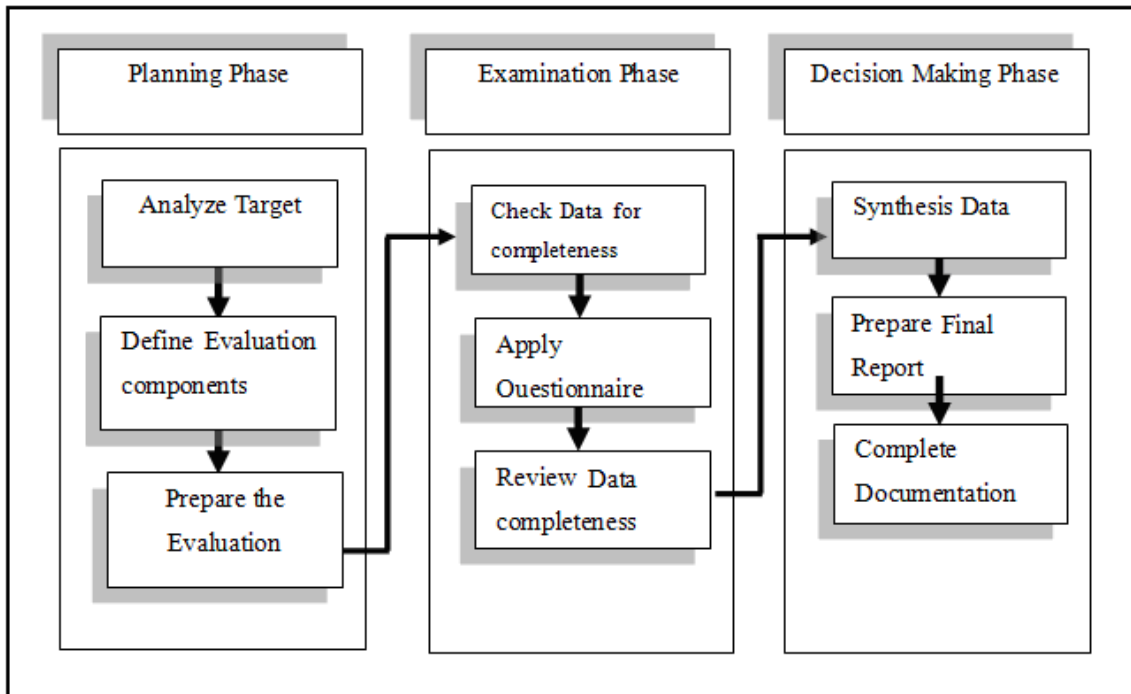 Planning Phase
Examination Phase
Decision Making Phase
Analyze Target
Define Evaluation
components
Prepare the
Evaluation
Check Data for
completeness
Apply
Questionnaire
Review Data
completeness
Synthesis Data
Prepare Final
Report
Complete
Documentation